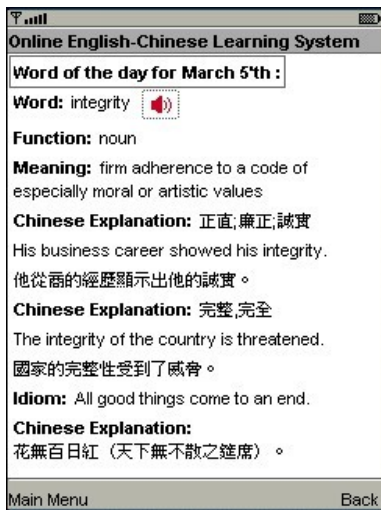 Online English-Chinese Learning System
Word of the day for March 5'th :
Word: integrity
Function: noun
Meaning: firm adherence to a code of
especially moral or artistic values
Chinese Explanation: 正直;廉正;誠實
His business career showed his integrity.
他從商的經歷顯示出他的誠實。
Chinese Explanation: 完整,完全
The integrity of the country is threatened.
國家的完整性受到了威脅。
Idiom: All good things come to an end.
Chinese Explanation:
花無百日紅（天下無不散之筵席）。
Main Menu Back